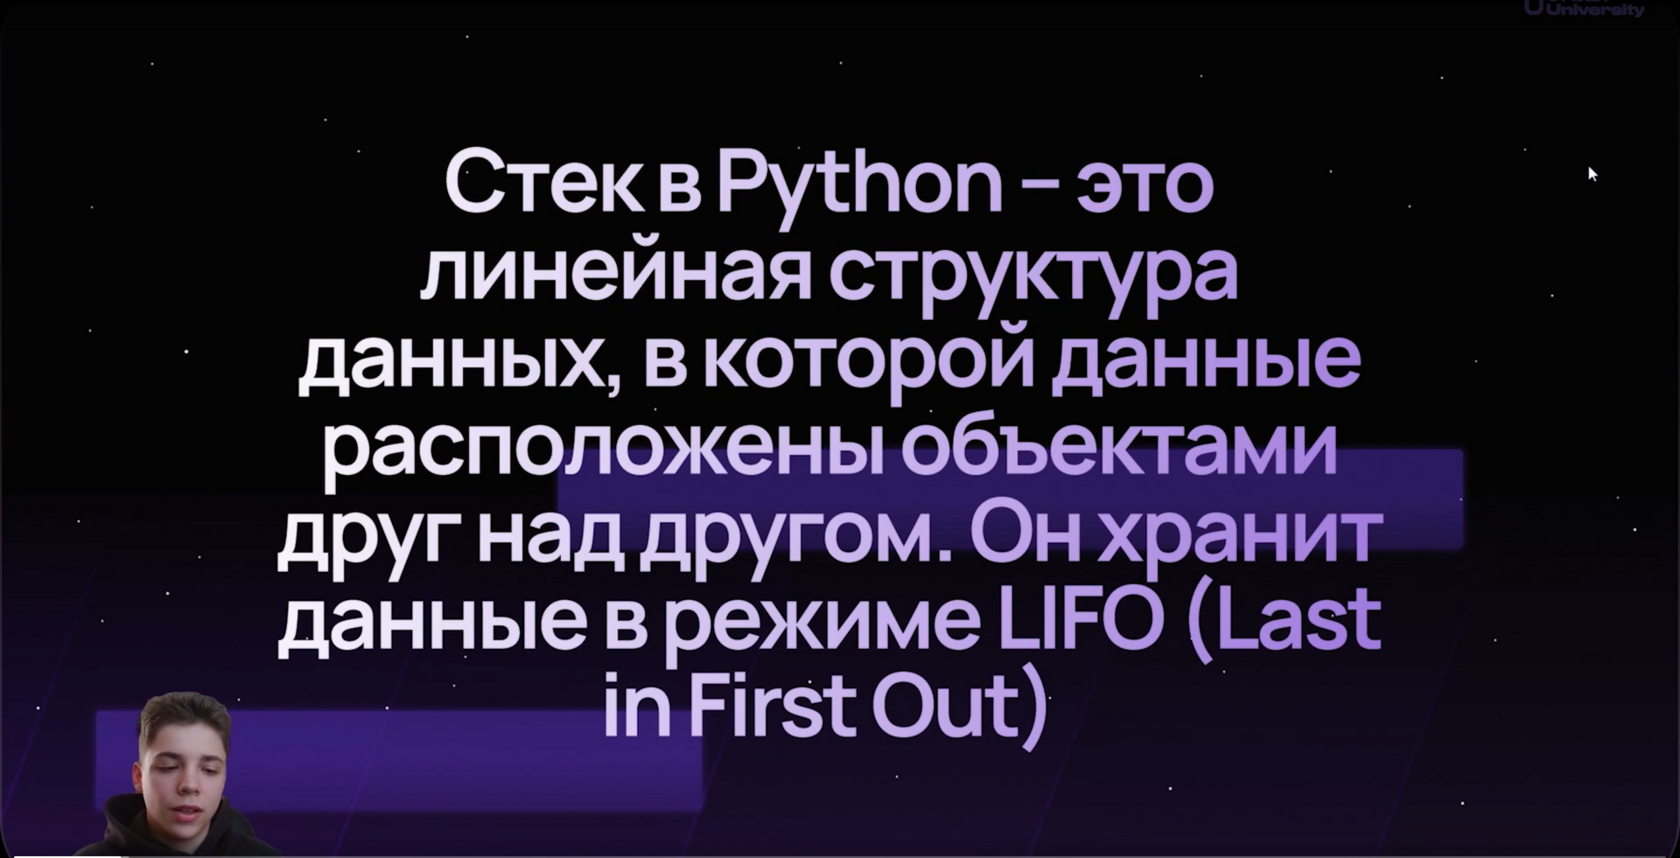 University
Стек в Python – это
линейная структура
данных, в которой данные
расположены объектами
друг над другом. Он хранит
данные в режиме LIFO (Last
in First Out)